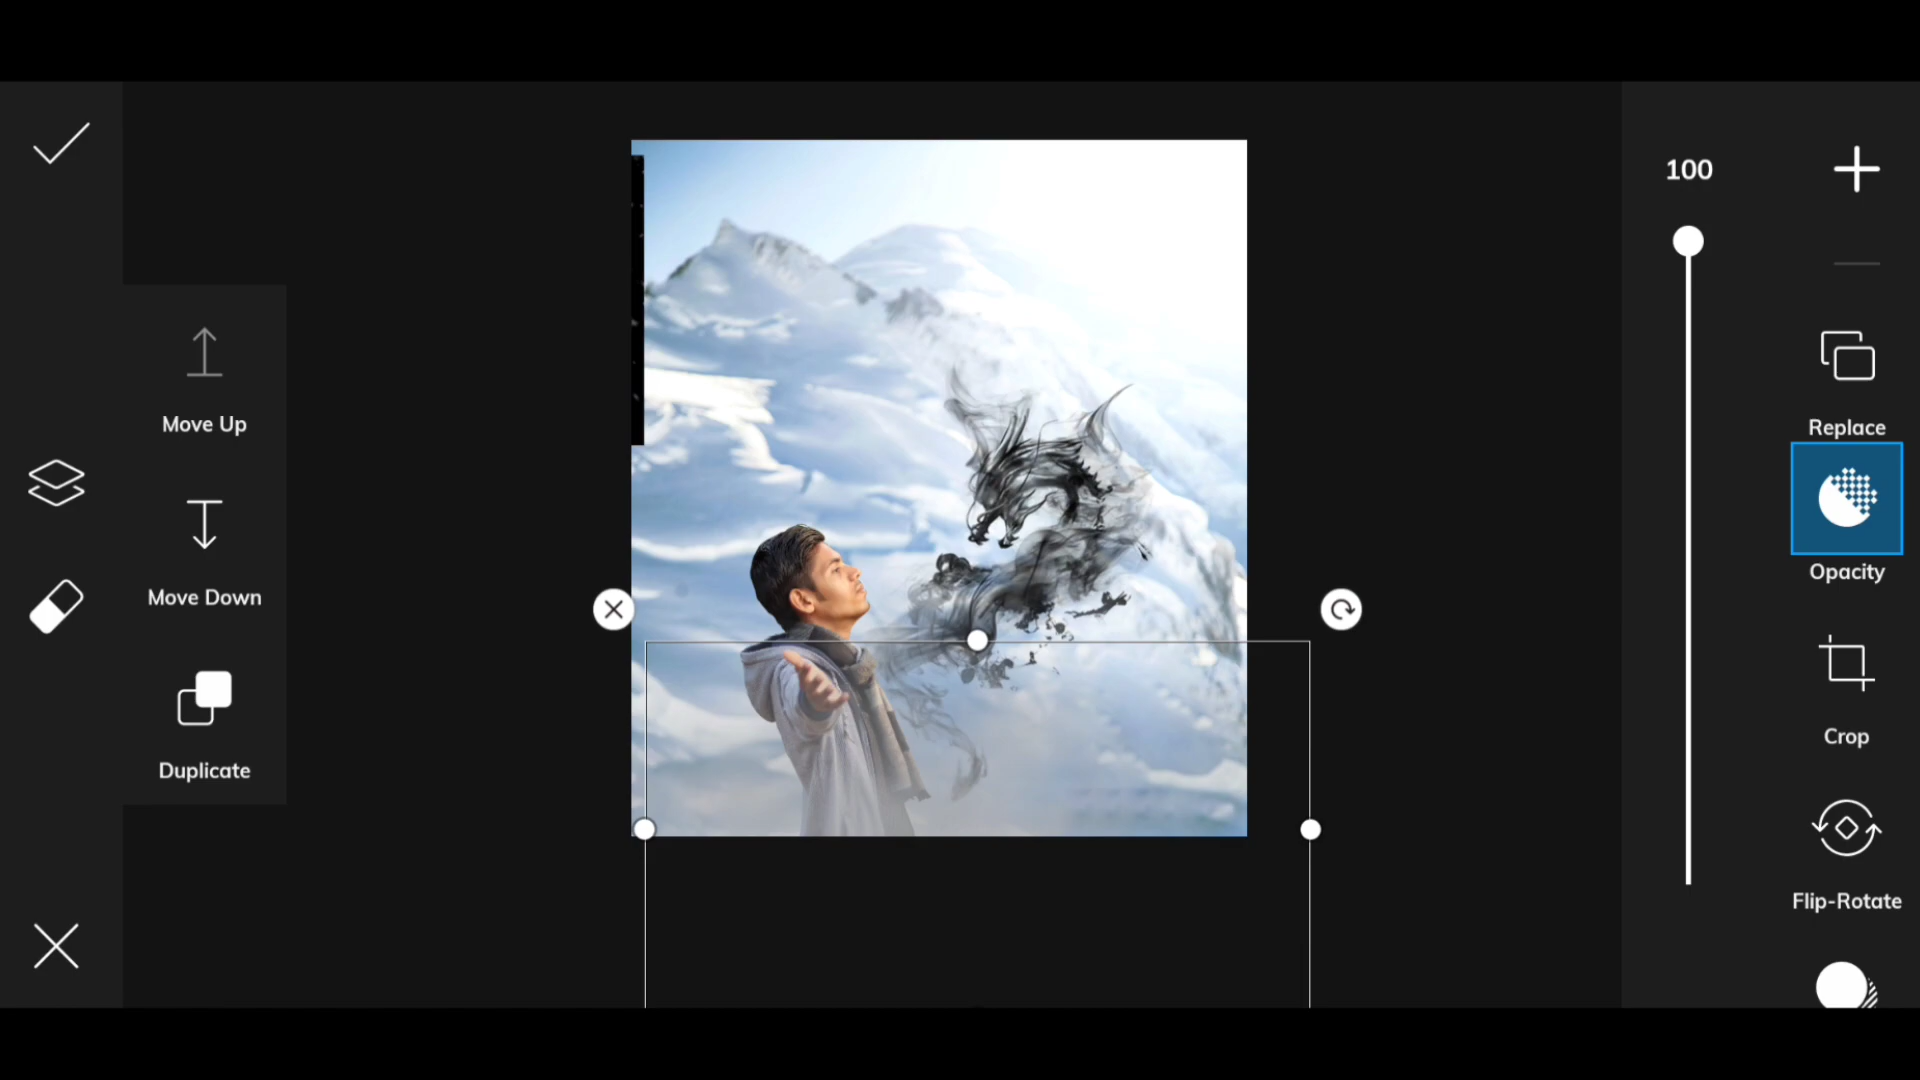 Move Up
Move Down
Duplicate
100
Replace
Opacity
Crop
Flip-Rotate